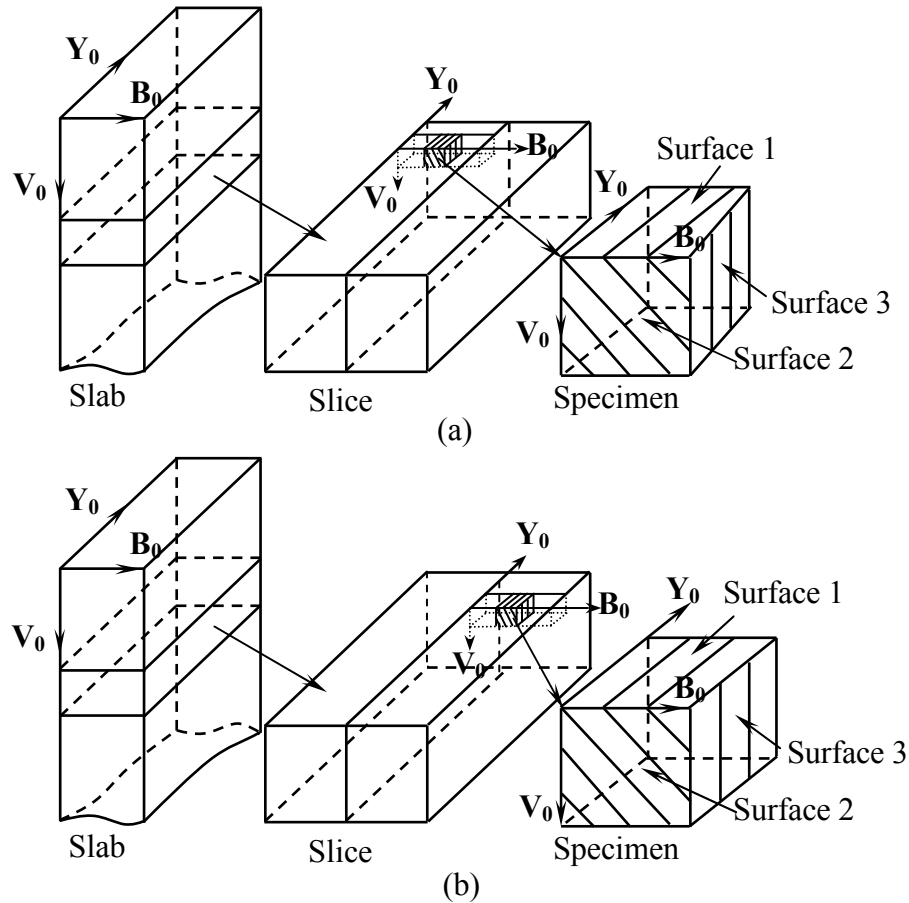 Y₀
B₀
V₀
Slab
Y₀
B₀
V₀
Slice
Surface 1
Y₀
B₀
V₀
Surface 3
Surface 2
Specimen
(a)
Y₀
B₀
V₀
Slab
Y₀
B₀
V₀
Slice
Y₀
Surface 1
B₀
V₀
Surface 3
Surface 2
Specimen
(b)